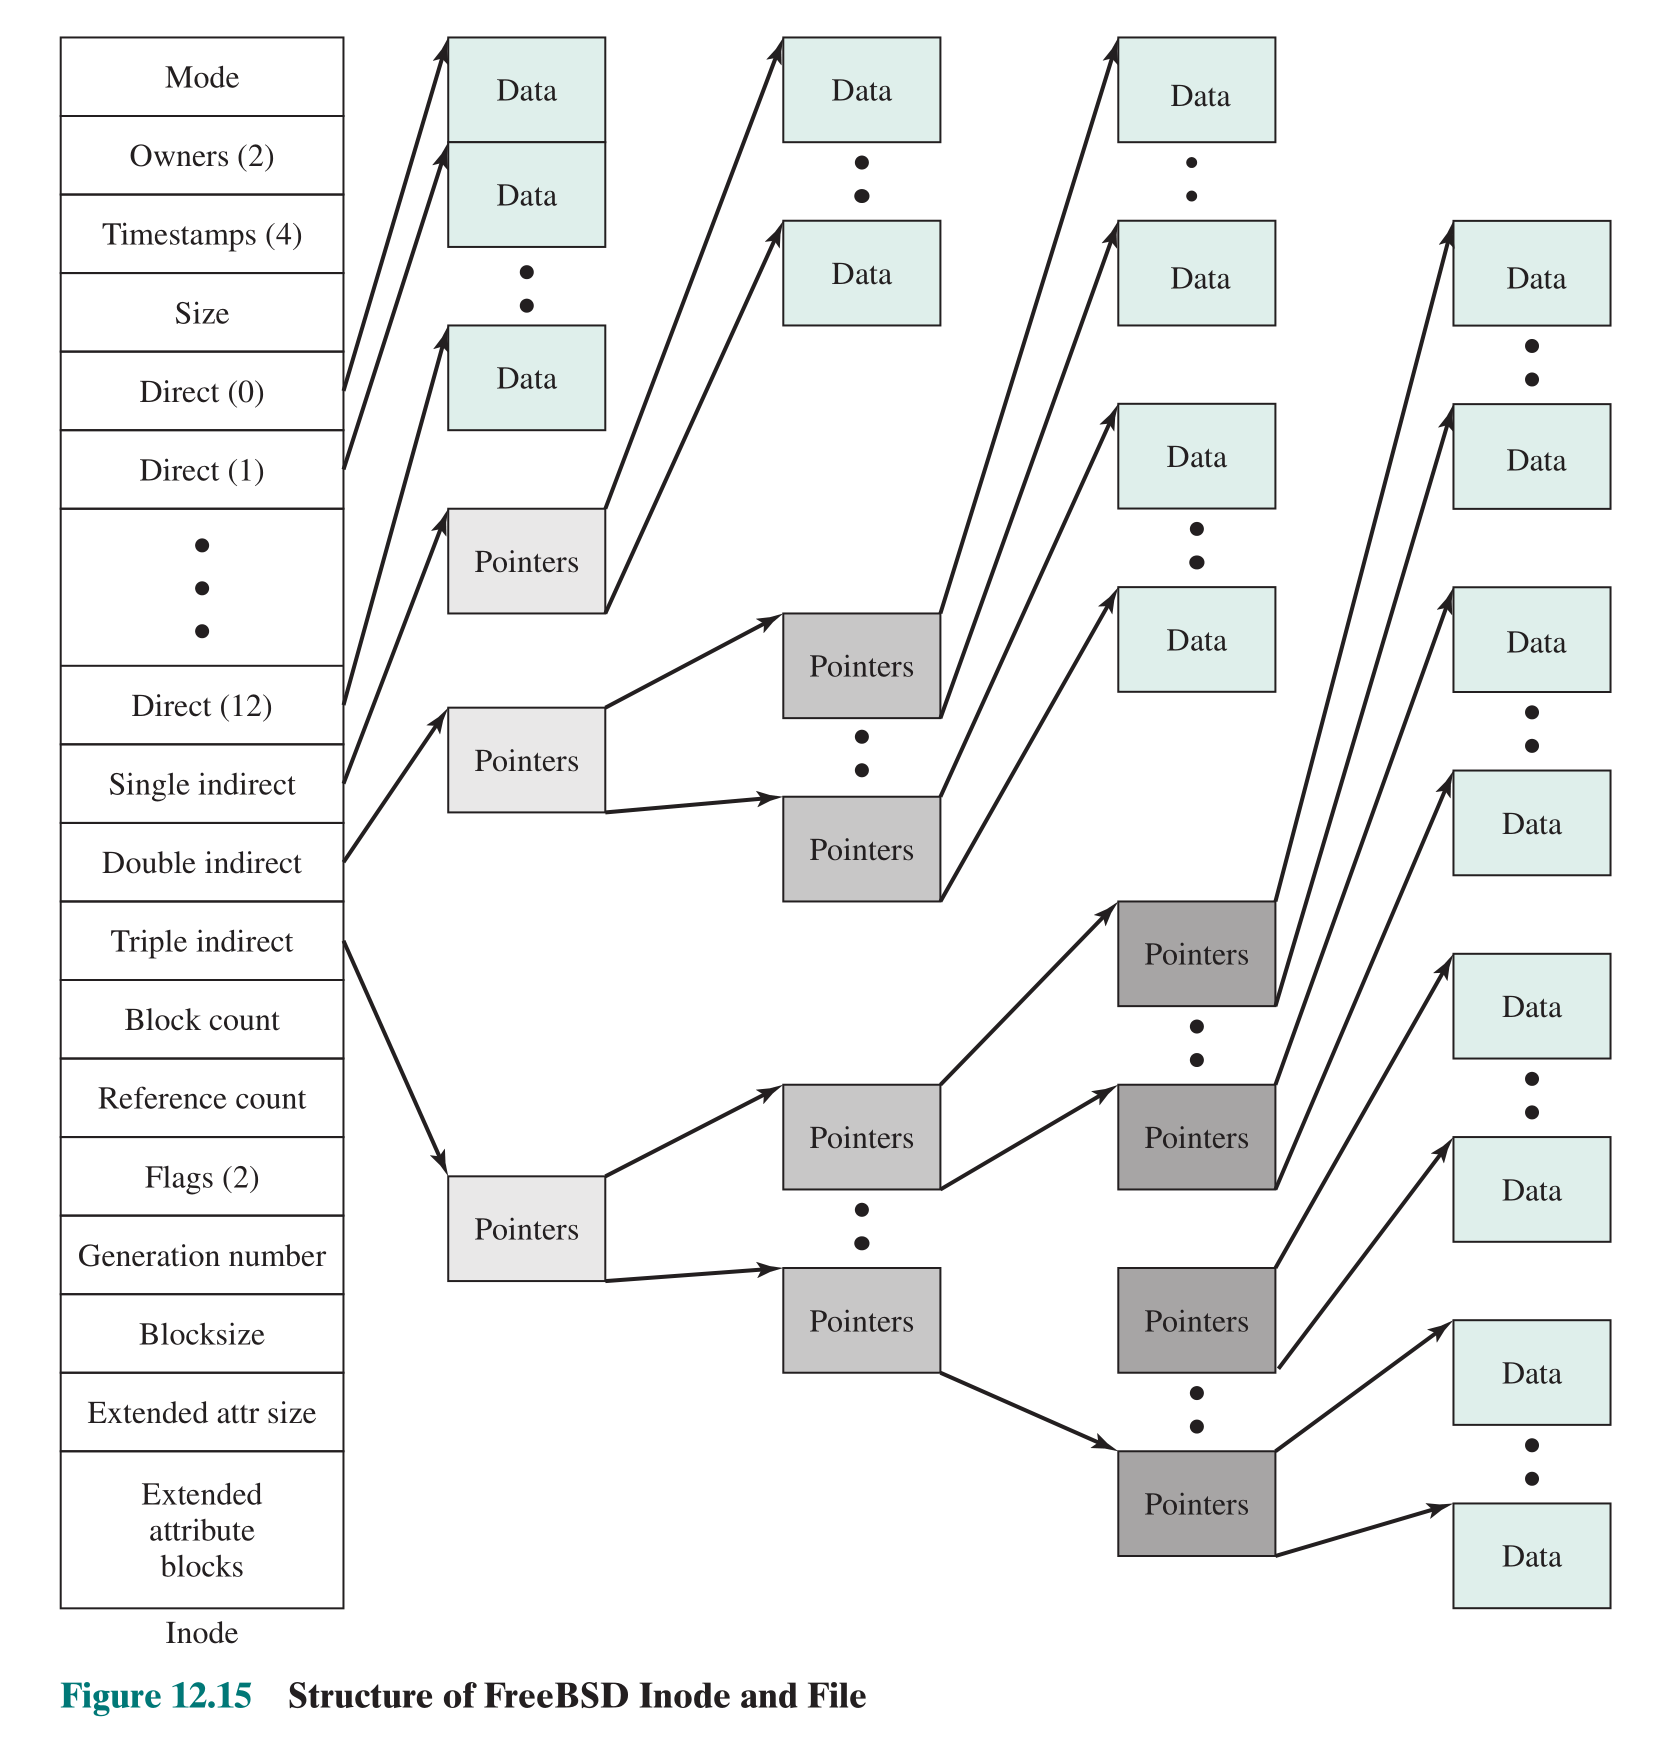 Mode
Owners (2)
Timestamps (4)
Size
Direct (0)
Direct (1)
Direct (12)
Single indirect
Double indirect
Triple indirect
Block count
Reference count
Flags (2)
Generation number
Blocksize
Extended attr size
Extended
attribute
blocks
Inode
Data
Data
Data
Pointers
Pointers
Pointers
Data
Data
Pointers
Pointers
Pointers
Pointers
Data
Data
Data
Data
Pointers
Pointers
Pointers
Pointers
Data
Data
Data
Data
Data
Data
Data
Data
Figure 12.15 Structure of FreeBSD Inode and File